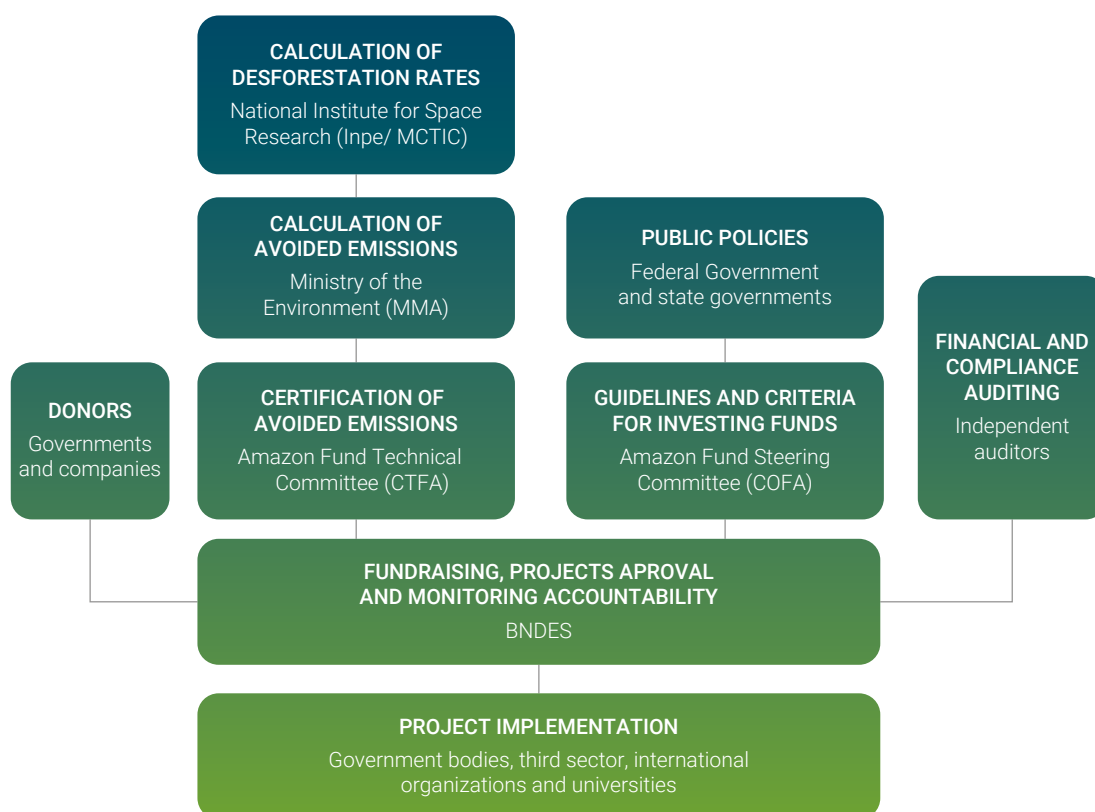 CALCULATION OF
DESFORESTATION RATES
National Institute for Space
Research (Inpe/ MCTIC)
CALCULATION OF
AVOIDED EMISSIONS
Ministry of the
Environment (MMA)
PUBLIC POLICIES
Federal Government
and state governments
FINANCIAL AND
COMPLIANCE
AUDITING
Independent
auditors
DONORS
Governments
and companies
CERTIFICATION OF
AVOIDED EMISSIONS
Amazon Fund Technical
Committee (CTFA)
GUIDELINES AND CRITERIA
FOR INVESTING FUNDS
Amazon Fund Steering
Committee (COFA)
FUNDRAISING, PROJECTS APROVAL
AND MONITORING ACCOUNTABILITY
BNDES
PROJECT IMPLEMENTATION
Government bodies, third sector, international
organizations and universities